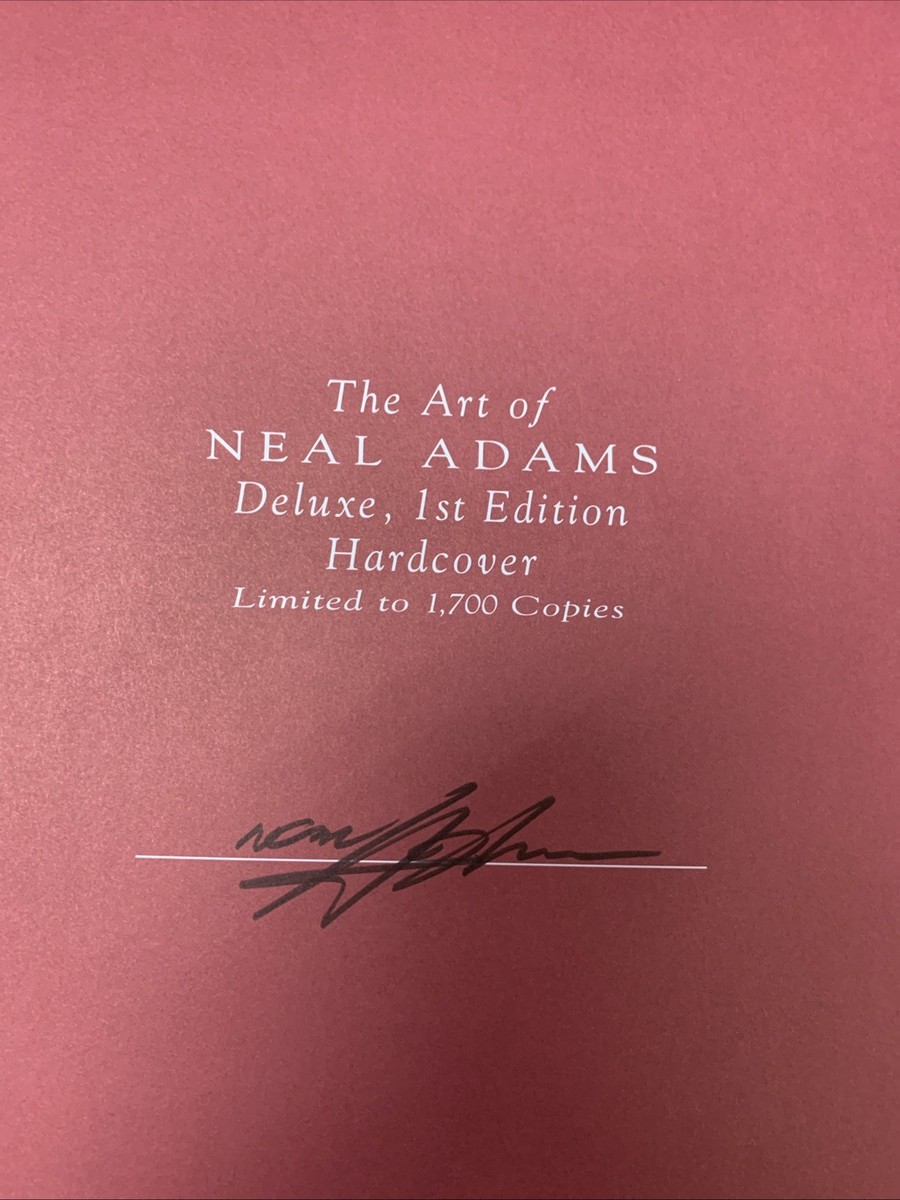 The Art of
NEAL ADAMS
Deluxe, 1st Edition
Hardcover
Limited to 1,700 Copies